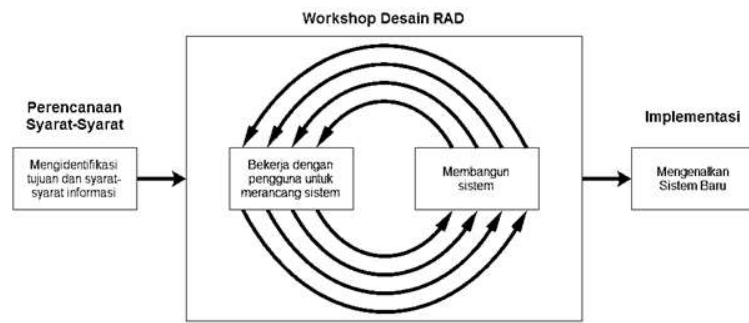 Workshop Desain RAD
Perencanaan
Syarat-Syarat
Mengidentifikasi
tujuan dan syarat-
syarat informasi
Bekerja dengan
pengguna untuk
merancang sistem
Membangun
sistem
Implementasi
Mengenalkan
Sistem Baru